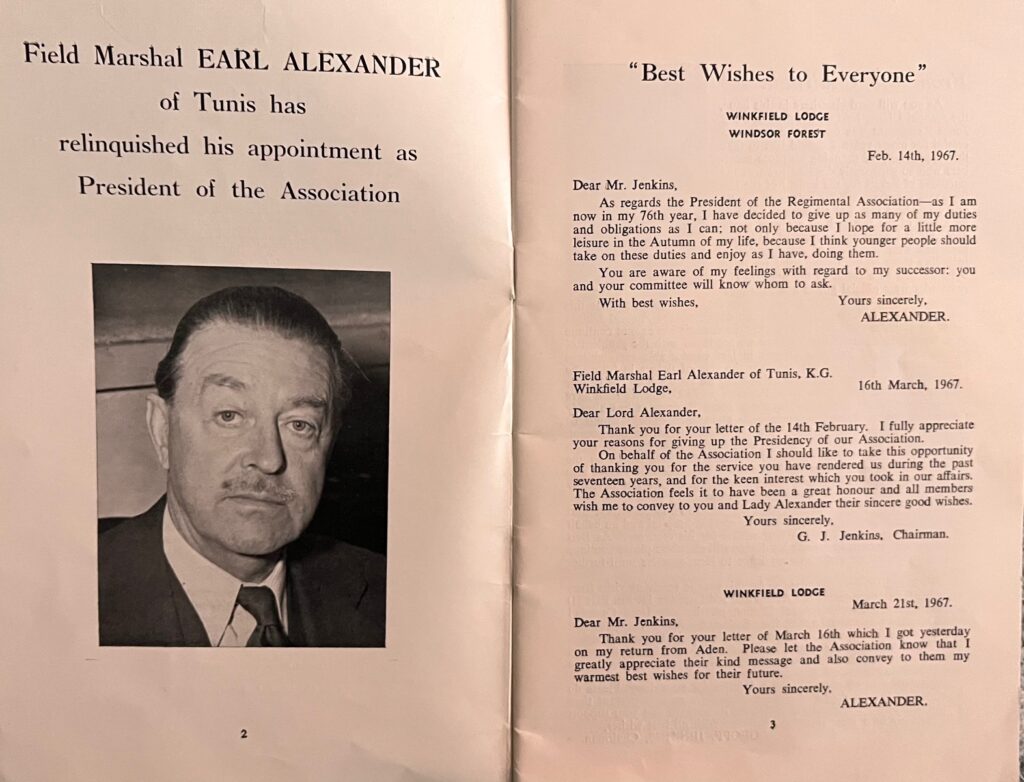 Field Marshal EARL ALEXANDER
of Tunis has
relinquished his appointment as
President of the Association
2
“Best Wishes to Everyone”
WINKFIELD LODGE
WINDSOR FOREST
Feb. 14th, 1967.
Dear Mr. Jenkins,
As regards the President of the Regimental Association—as I am
now in my 76th year, I have decided to give up as many of my duties
and obligations as I can; not only because I hope for a little more
leisure in the Autumn of my life, because I think younger people should
take on these duties and enjoy as I have, doing them.
You are aware of my feelings with regard to my successor: you
and your committee will know whom to ask.
With best wishes, Yours sincerely,
ALEXANDER.
Field Marshal Earl Alexander of Tunis, K.G.
Winkfield Lodge, 16th March, 1967.
Dear Lord Alexander,
Thank you for your letter of the 14th February. I fully appreciate
your reasons for giving up the Presidency of our Association.
On behalf of the Association I should like to take this opportunity
of thanking you for the service you have rendered us during the past
seventeen years, and for the keen interest which you took in our affairs.
The Association feels it to have been a great honour and all members
wish me to convey to you and Lady Alexander their sincere good wishes.
Yours sincerely,
G. J. Jenkins, Chairman.
WINKFIELD LODGE
March 21st, 1967.
Dear Mr. Jenkins,
Thank you for your letter of March 16th which I got yesterday
on my return from Aden. Please let the Association know that I
greatly appreciate their kind message and also convey to them my
warmest best wishes for their future.
Yours sincerely,
ALEXANDER.
3